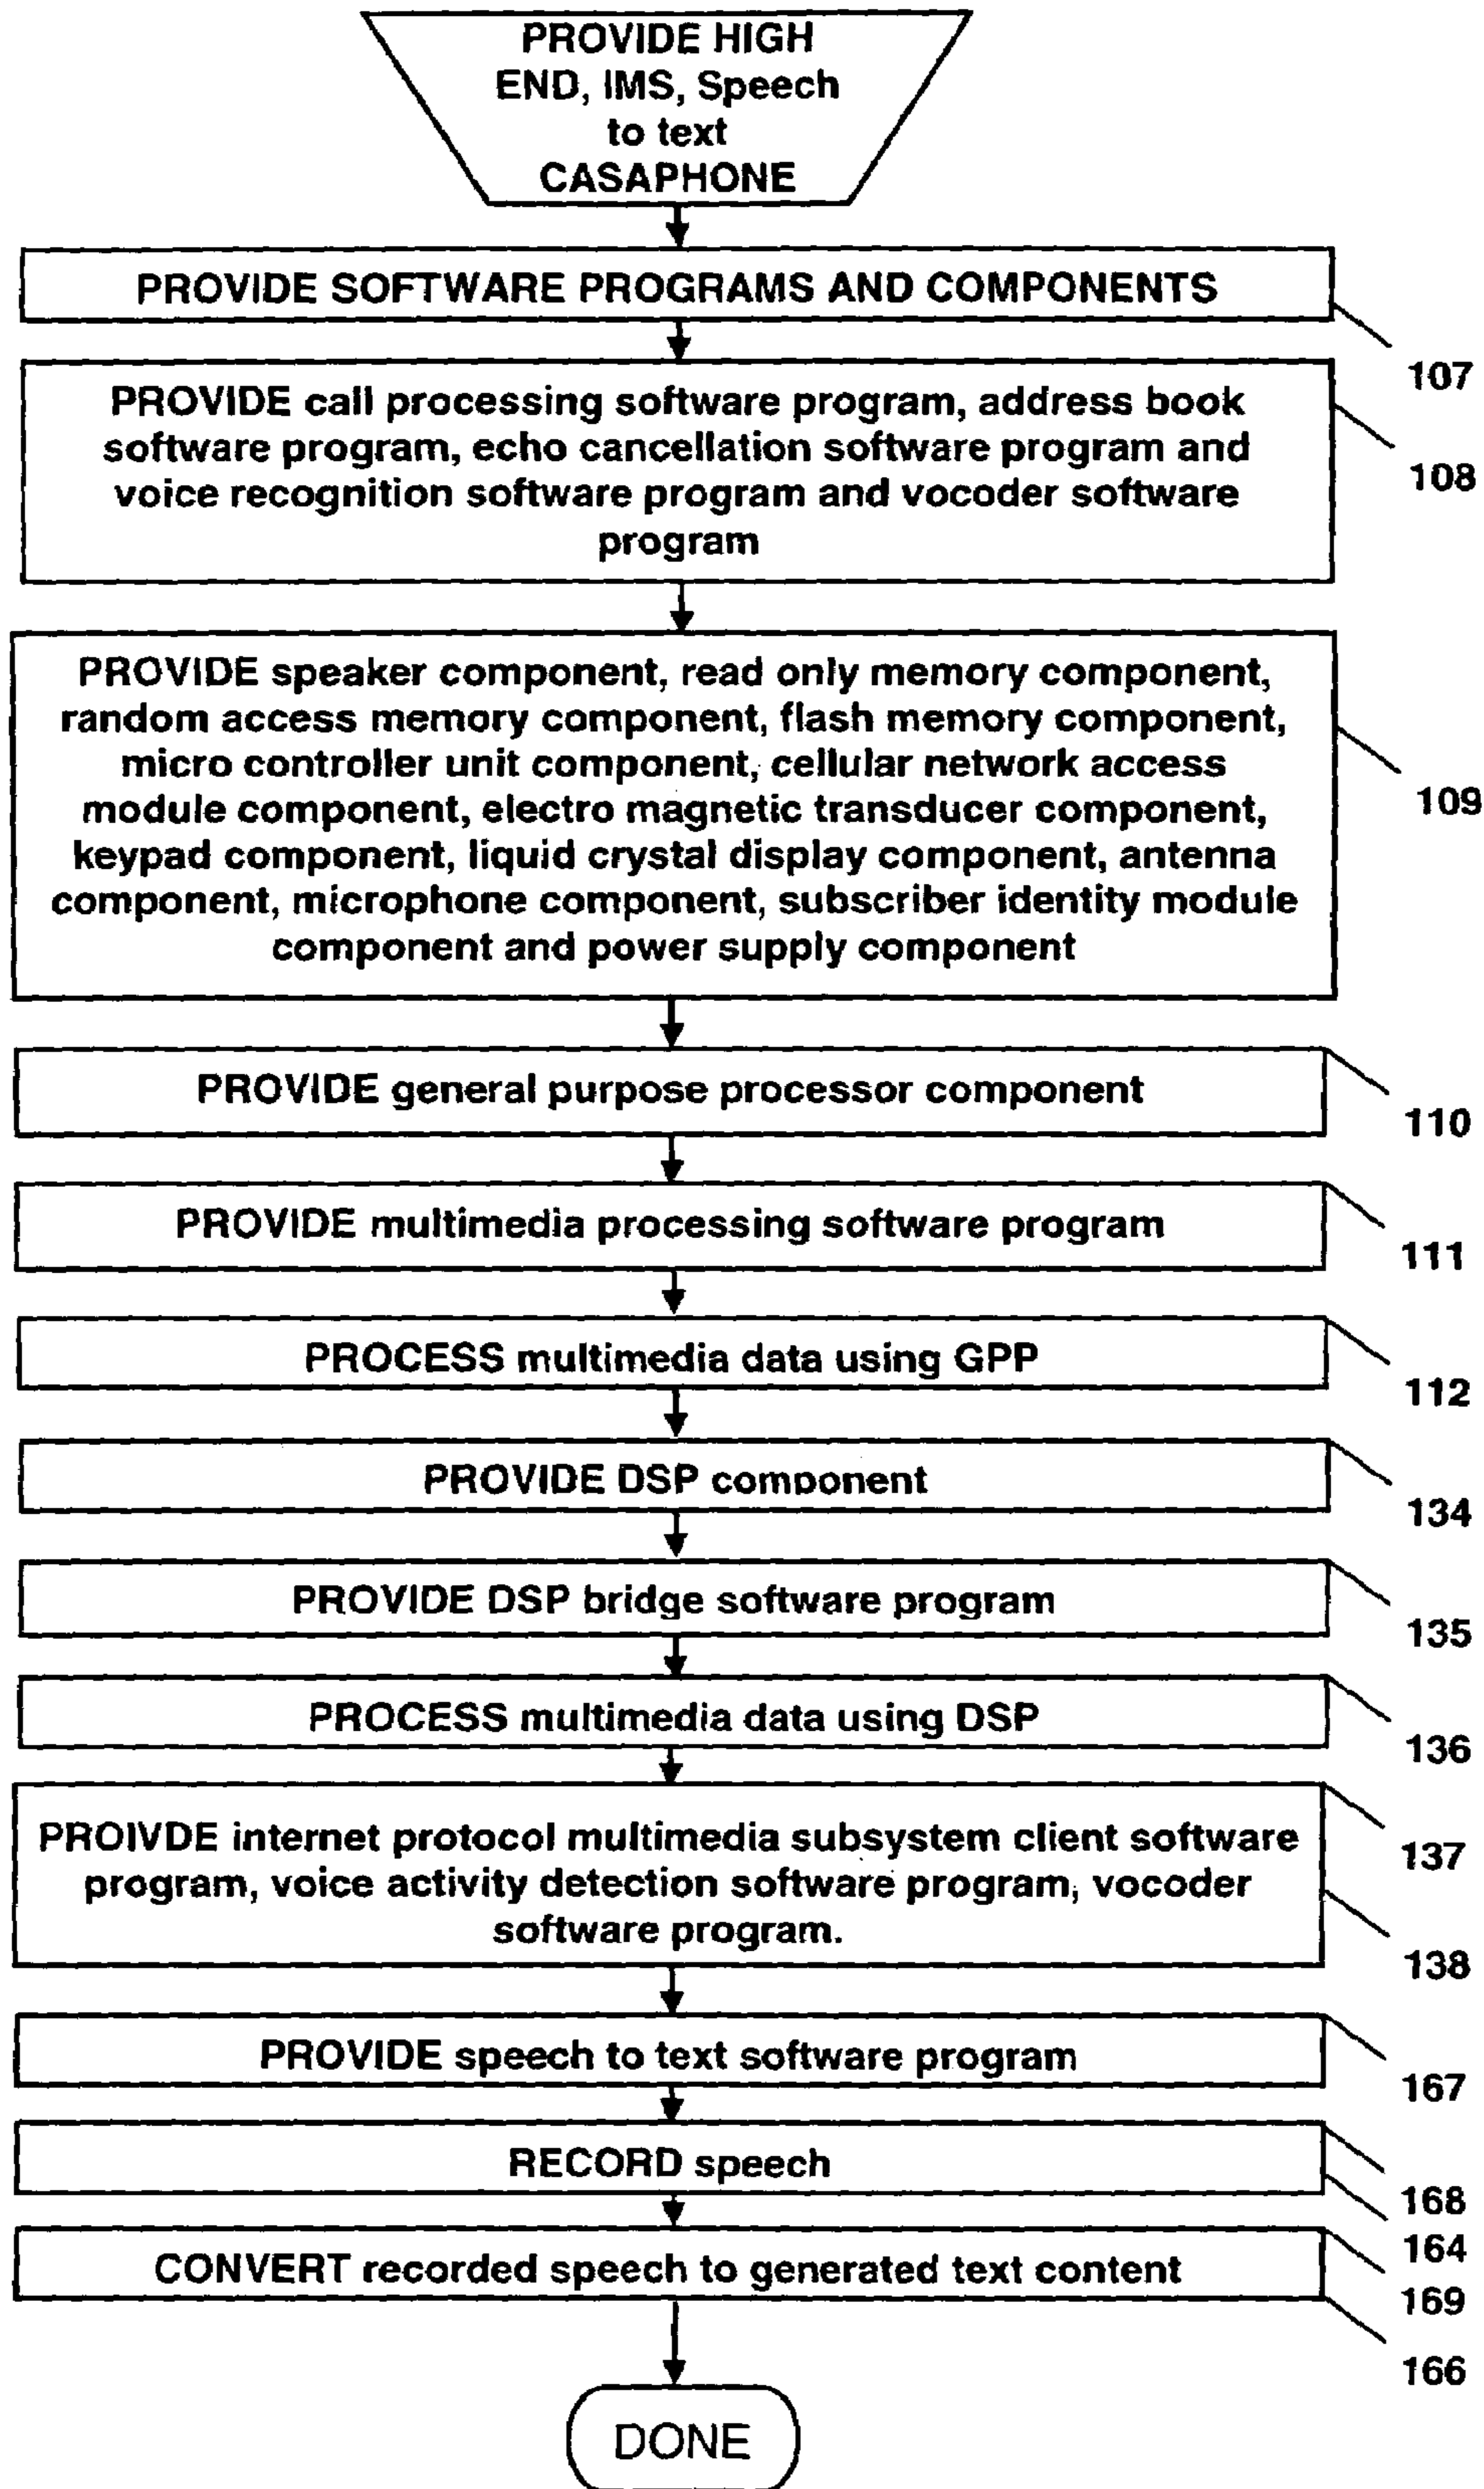 PROVIDE HIGH
END, IMS, Speech
to text
CASAPHONE
PROVIDE SOFTWARE PROGRAMS AND COMPONENTS
107
PROVIDE call processing software program, address book
software program, echo cancellation software program and
voice recognition software program and vocoder software
program
108
PROVIDE speaker component, read only memory component,
random access memory component, flash memory component,
micro controller unit component, cellular network access
module component, electro magnetic transducer component,
keypad component, liquid crystal display component, antenna
component, microphone component, subscriber identity module
component and power supply component
109
PROVIDE general purpose processor component
110
PROVIDE multimedia processing software program
111
PROCESS multimedia data using GPP
112
PROVIDE DSP component
134
PROVIDE DSP bridge software program
135
PROCESS multimedia data using DSP
136
PROIVDE internet protocol multimedia subsystem client software
program, voice activity detection software program, vocoder
software program.
137
138
PROVIDE speech to text software program
167
RECORD speech
168
164
CONVERT recorded speech to generated text content
169
166
DONE